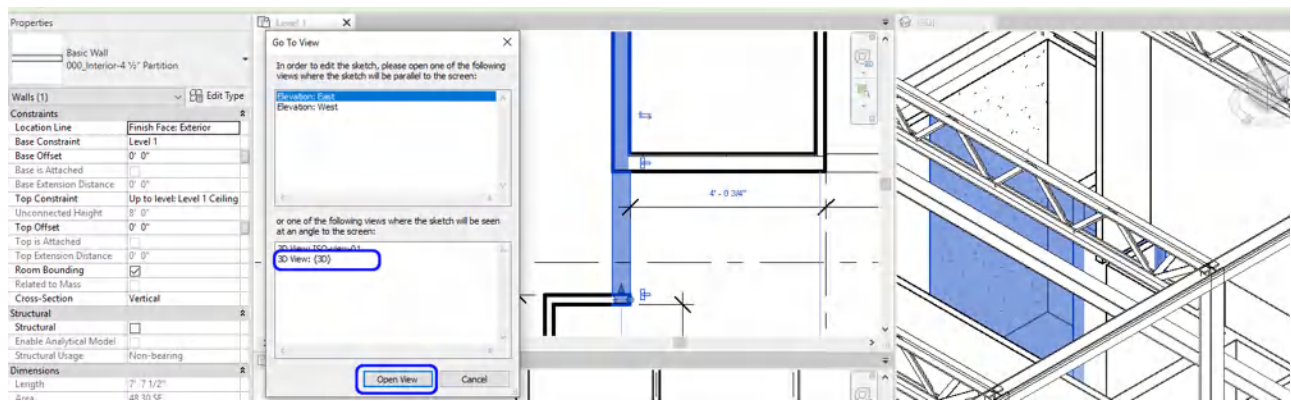 Properties
Basic Wall
000_Interior-4 ½" Partition
Walls (1)
Edit Type
Constraints
Location Line Finish Face: Exterior
Base Constraint Level 1
Base Offset 0' 0"
Base is Attached
Base Extension Distance 0' 0"
Top Constraint Up to level: Level 1 Ceiling
Unconnected Height 8' 0"
Top Offset 0' 0"
Top is Attached
Top Extension Distance 0' 0"
Room Bounding
Related to Mass
Cross-Section Vertical
Structural
Structural
Enable Analytical Model
Structural Usage Non-bearing
Dimensions
Length 7' 7 1/2"
Area 48.30 SF
Level 1
Go To View
In order to edit the sketch, please open one of the following
views where the sketch will be parallel to the screen:
Elevation: East
Elevation: West
or one of the following views where the sketch will be seen
at an angle to the screen:
3D View: ISO-view-01
3D View: {3D}
Open View Cancel
4' - 0 3/4"